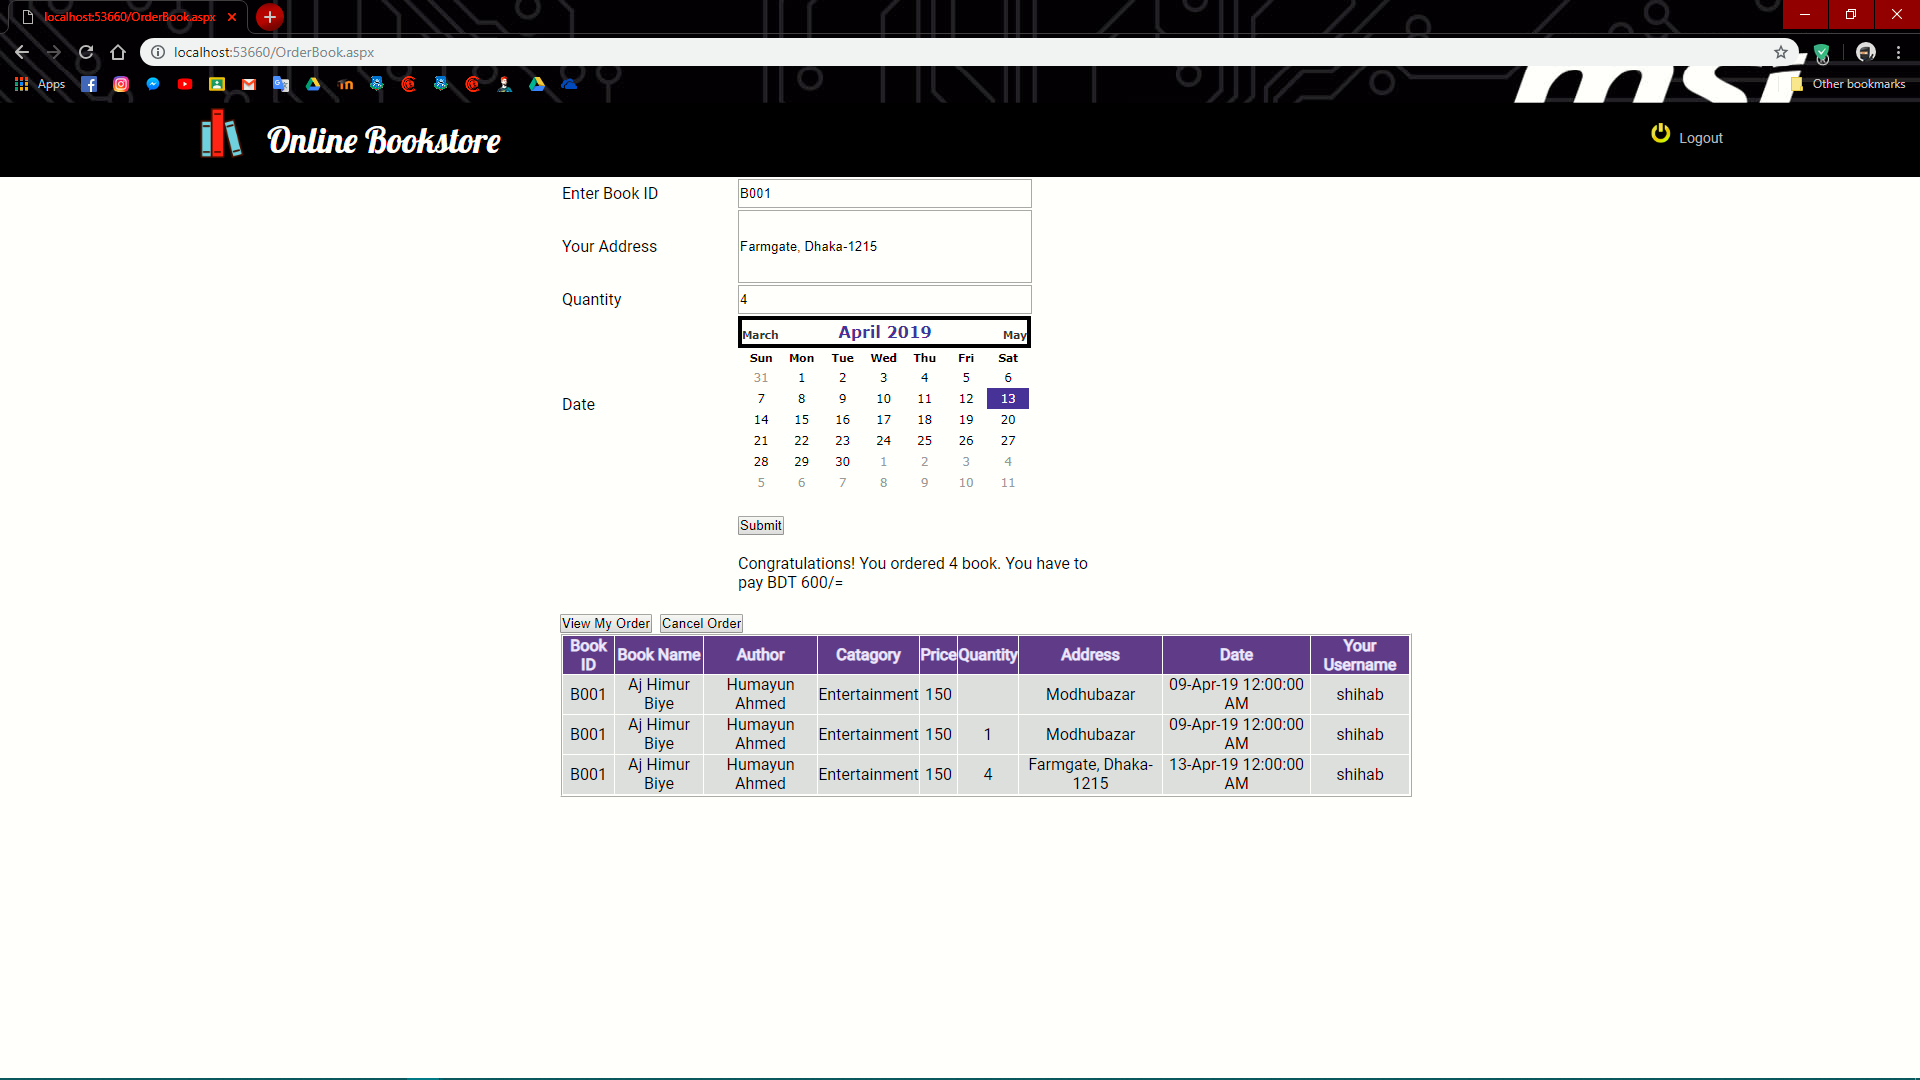 localhost:53660/OrderBook.aspx
localhost:53660/OrderBook.aspx
Apps
Other bookmarks
msi
Online Bookstore
Logout
Enter Book ID B001
Your Address Farmgate, Dhaka-1215
Quantity 4
Date
March April 2019 May
Sun Mon Tue Wed Thu Fri Sat
31 1 2 3 4 5 6
7 8 9 10 11 12 13
14 15 16 17 18 19 20
21 22 23 24 25 26 27
28 29 30 1 2 3 4
5 6 7 8 9 10 11
Submit
Congratulations! You ordered 4 book. You have to
pay BDT 600/=
View My Order Cancel Order
Book ID Book Name Author Catagory Price Quantity Address Date Your Username
B001 Aj Himur Biye Humayun Ahmed Entertainment 150 Modhubazar 09-Apr-19 12:00:00 AM shihab
B001 Aj Himur Biye Humayun Ahmed Entertainment 150 1 Modhubazar 09-Apr-19 12:00:00 AM shihab
B001 Aj Himur Biye Humayun Ahmed Entertainment 150 4 Farmgate, Dhaka-1215 13-Apr-19 12:00:00 AM shihab